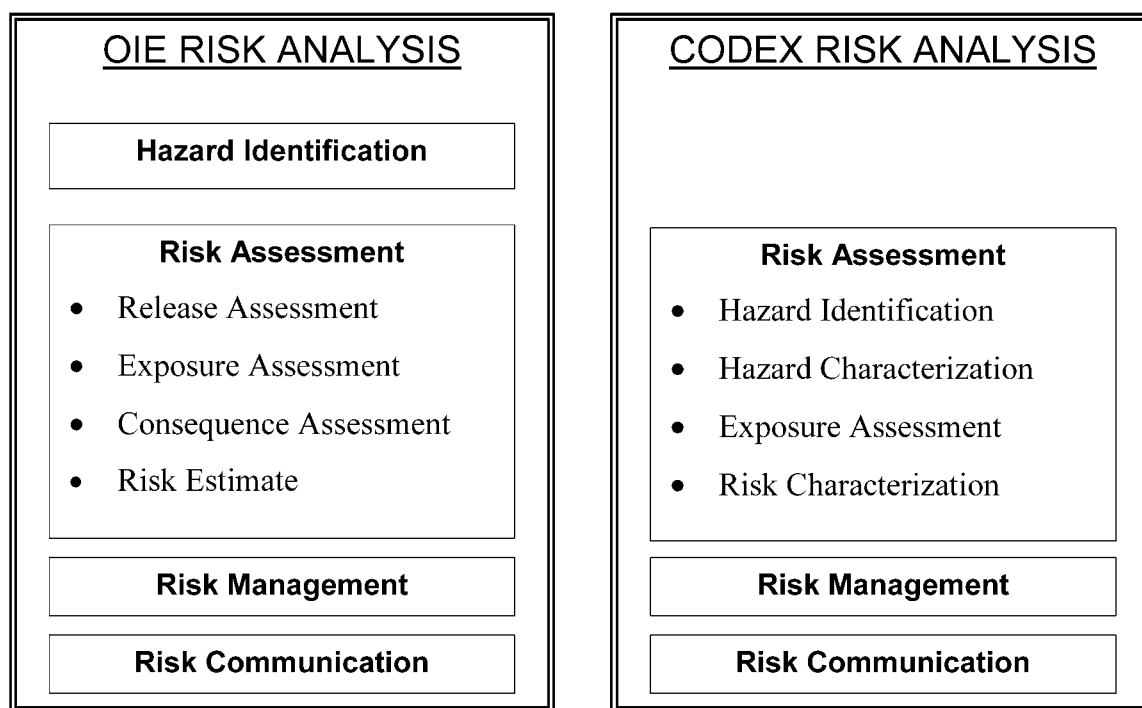 OIE RISK ANALYSIS
Hazard Identification
Risk Assessment
• Release Assessment
• Exposure Assessment
• Consequence Assessment
• Risk Estimate
Risk Management
Risk Communication
CODEX RISK ANALYSIS
Risk Assessment
• Hazard Identification
• Hazard Characterization
• Exposure Assessment
• Risk Characterization
Risk Management
Risk Communication